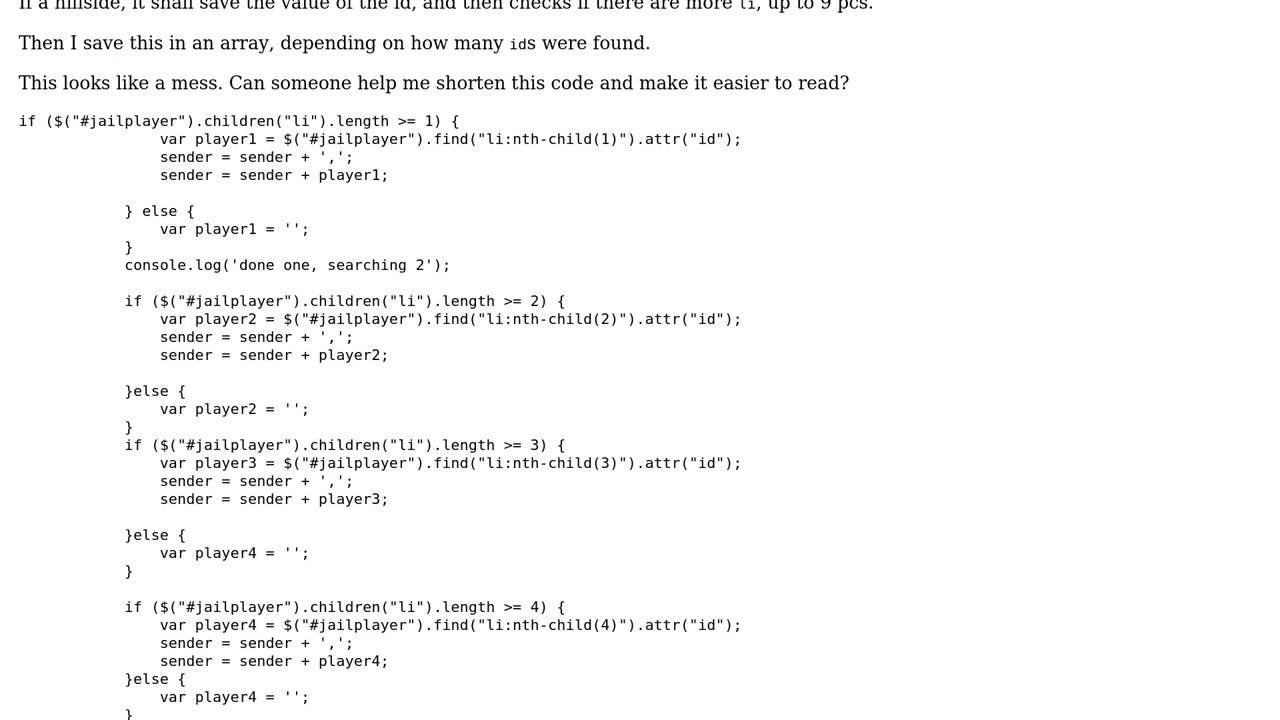 If a hillside, it shall save the value of the id, and then checks if there are more li, up to 9 pcs.
Then I save this in an array, depending on how many ids were found.
This looks like a mess. Can someone help me shorten this code and make it easier to read?
if ($("#jailplayer").children("li").length >= 1) {
var player1 = $("#jailplayer").find("li:nth-child(1)").attr("id");
sender = sender + ',';
sender = sender + player1;
} else {
var player1 = '';
}
console.log('done one, searching 2');
if ($("#jailplayer").children("li").length >= 2) {
var player2 = $("#jailplayer").find("li:nth-child(2)").attr("id");
sender = sender + ',';
sender = sender + player2;
}else {
var player2 = '';
}
if ($("#jailplayer").children("li").length >= 3) {
var player3 = $("#jailplayer").find("li:nth-child(3)").attr("id");
sender = sender + ',';
sender = sender + player3;
}else {
var player4 = '';
}
if ($("#jailplayer").children("li").length >= 4) {
var player4 = $("#jailplayer").find("li:nth-child(4)").attr("id");
sender = sender + ',';
sender = sender + player4;
}else {
var player4 = '';
}